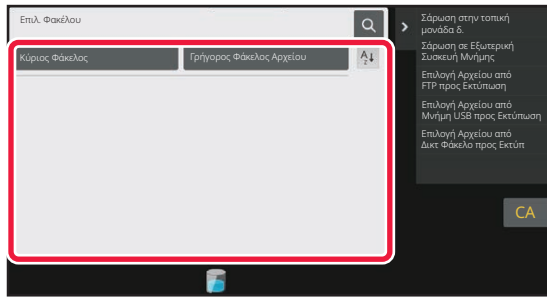 Επιλ. Φακέλου
Κύριος Φάκελος
Γρήγορος Φάκελος Αρχείου
A
Z
Σάρωση στην τοπική
μονάδα δ.
Σάρωση σε Εξωτερική
Συσκευή Μνήμης
Επιλογή Αρχείου από
FTP προς Εκτύπωση
Επιλογή Αρχείου από
Μνήμη USB προς Εκτύπωση
Επιλογή Αρχείου από
Δικτ Φάκελο προς Εκτύπ
CA